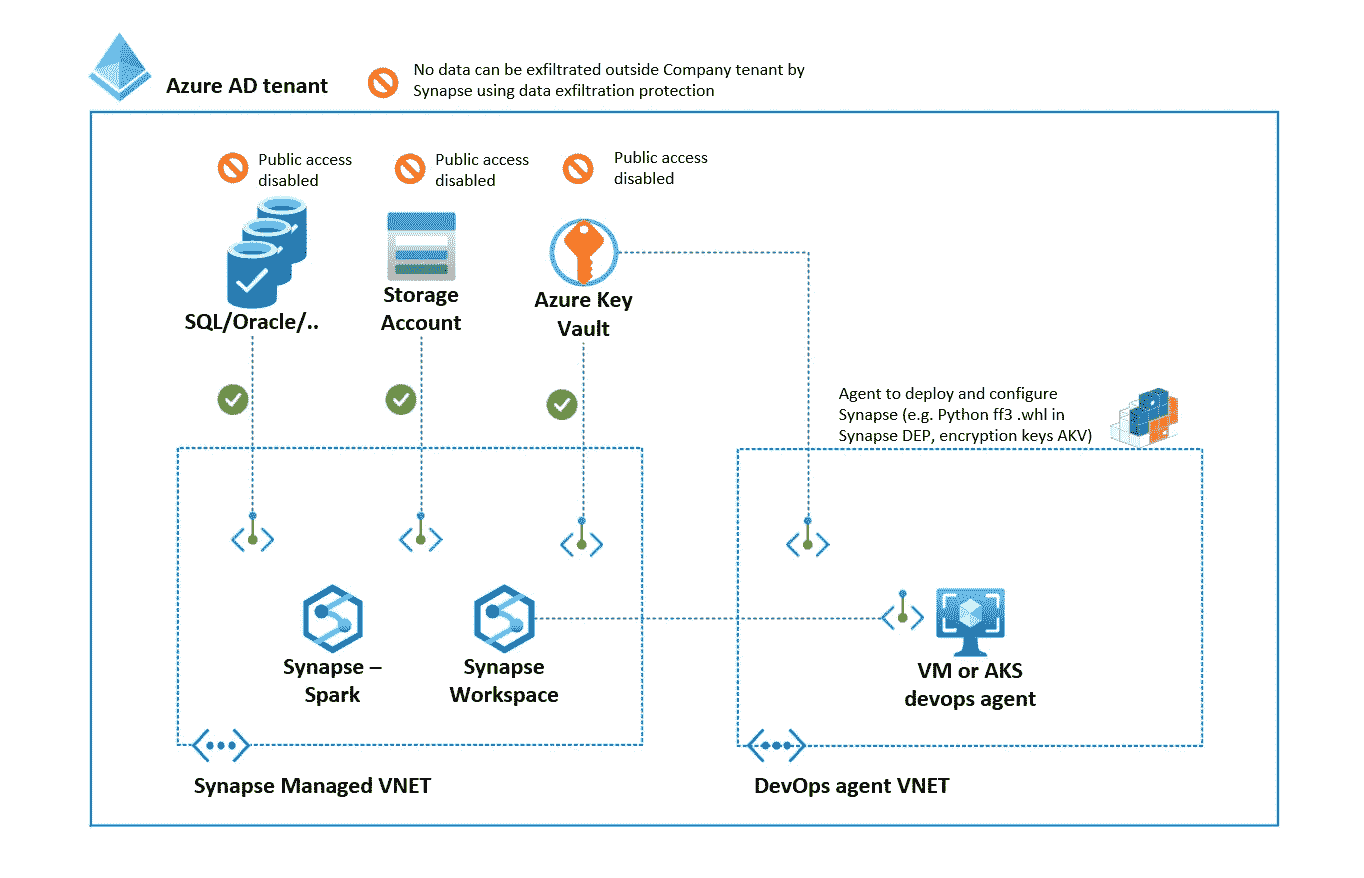 Azure AD tenant
No data can be exfiltrated outside Company tenant by
Synapse using data exfiltration protection
Public access
disabled
Public access
disabled
Public access
disabled
SQL/Oracle/..
Storage
Account
Azure Key
Vault
Agent to deploy and configure
Synapse (e.g. Python ff3 .whl in
Synapse DEP, encryption keys AKV)
Synapse –
Spark
Synapse
Workspace
VM or AKS
devops agent
Synapse Managed VNET
DevOps agent VNET